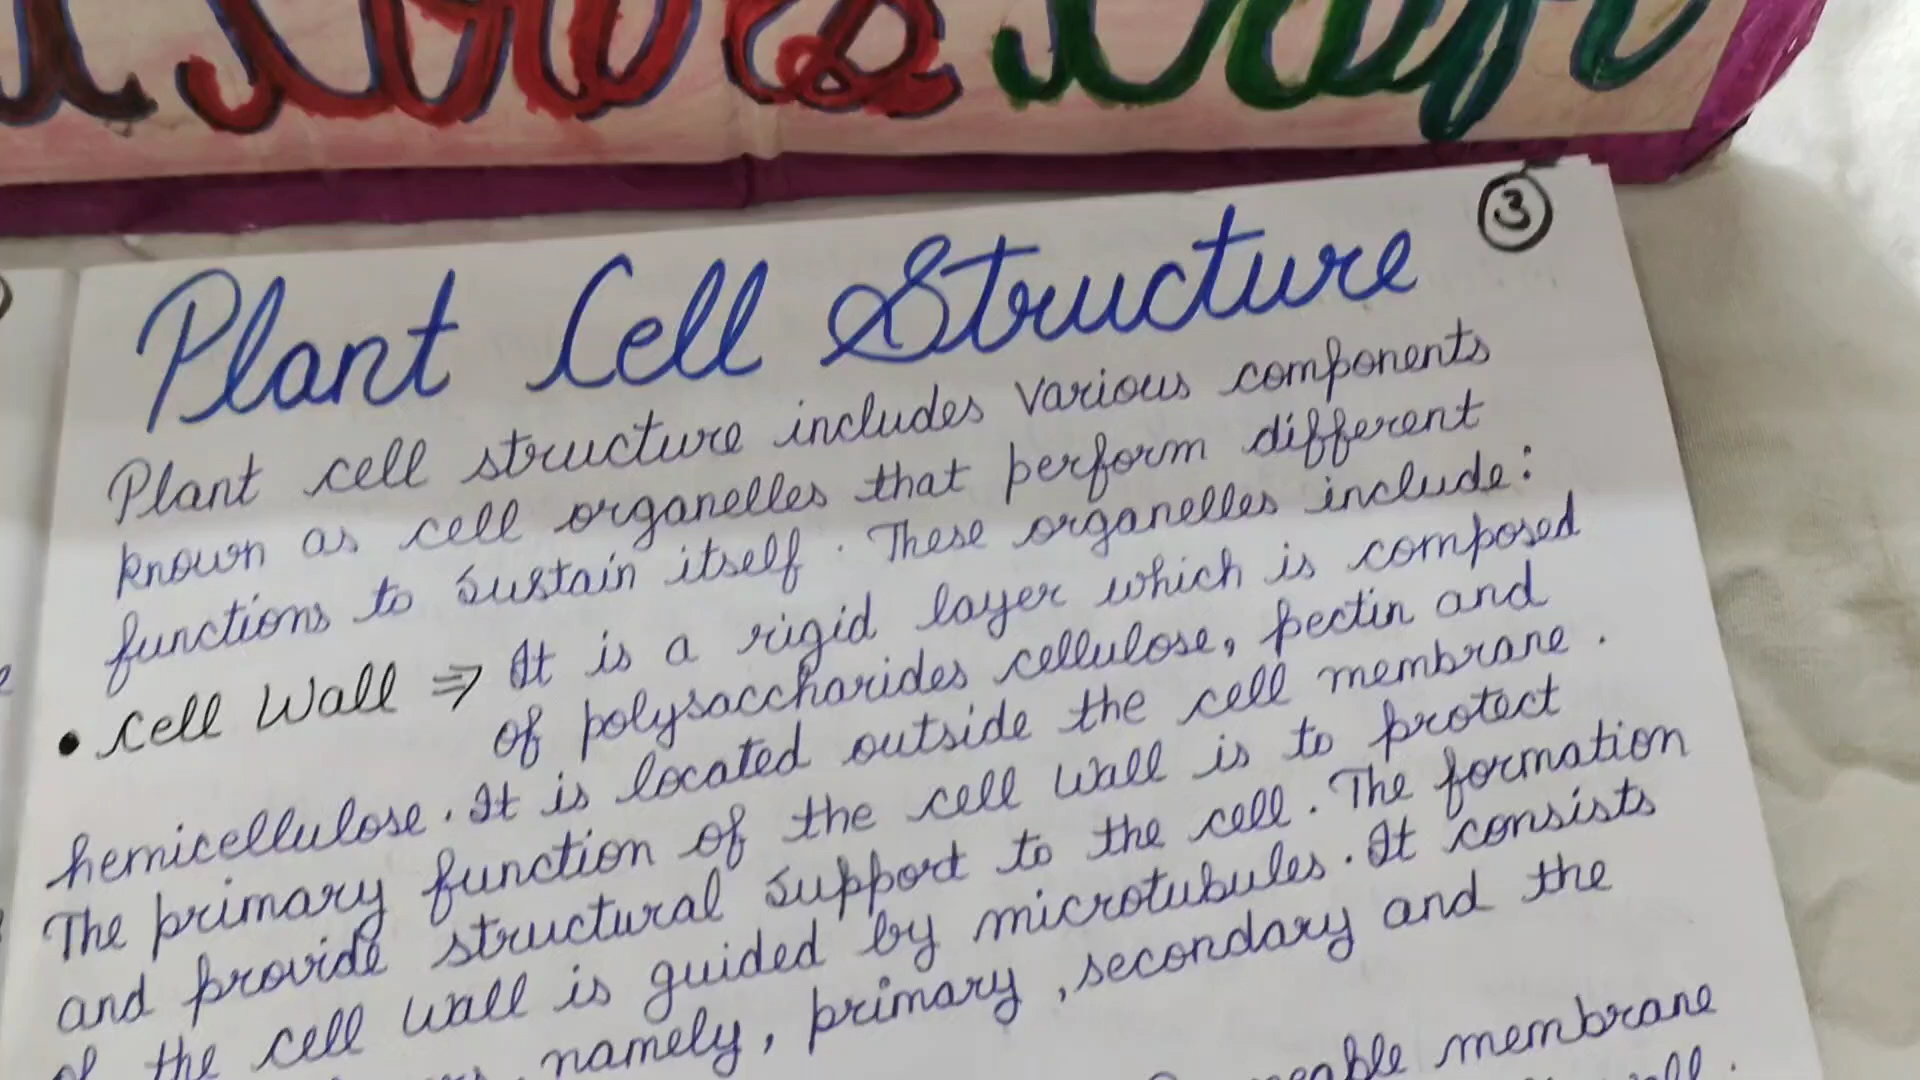 Loves Craft
3
Plant Cell Structure
Plant cell structure includes various components
known as cell organelles that perform different
functions to sustain itself. These organelles include:
• Cell Wall ⇒ It is a rigid layer which is composed
of polysaccharides cellulose, pectin and
hemicellulose. It is located outside the cell membrane.
The primary function of the cell wall is to protect
and provide structural support to the cell. The formation
of the cell wall is guided by microtubules. It consists
namely, primary, secondary and the
membrane